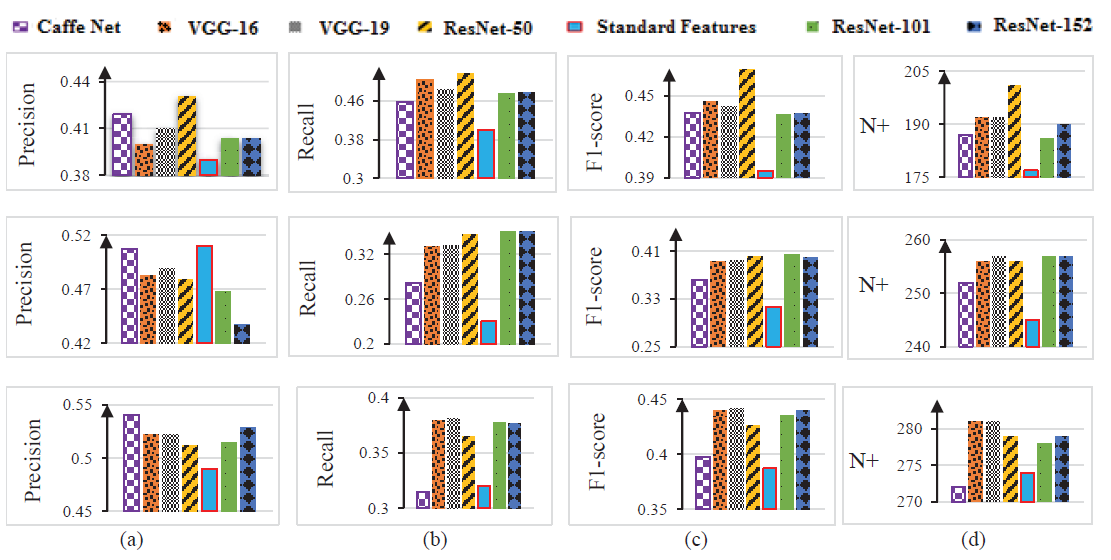 Caffe Net VGG-16 VGG-19 ResNet-50 Standard Features ResNet-101 ResNet-152
Precision
0.44
0.41
0.38
Recall
0.46
0.38
0.3
F1-score
0.45
0.42
0.39
N+
205
190
175
Precision
0.52
0.47
0.42
Recall
0.32
0.26
0.2
F1-score
0.41
0.33
0.25
N+
260
250
240
Precision
0.55
0.5
0.45
Recall
0.4
0.35
0.3
F1-score
0.45
0.4
0.35
N+
280
275
270
(a) (b) (c) (d)